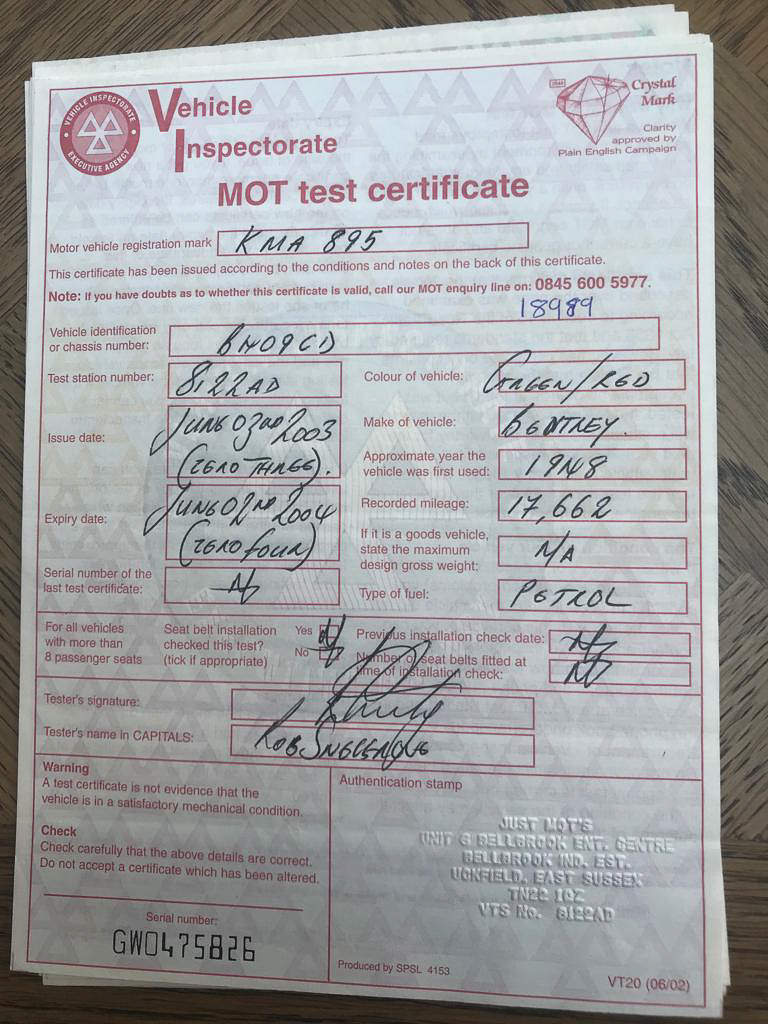 VEHICLE INSPECTORATE
EXECUTIVE AGENCY
Vehicle
Inspectorate
Crystal
Mark
Clarity
approved by
Plain English Campaign
MOT test certificate
Motor vehicle registration mark KMA 895
This certificate has been issued according to the conditions and notes on the back of this certificate.
Note: If you have doubts as to whether this certificate is valid, call our MOT enquiry line on: 0845 600 5977.
18989
Vehicle identification
or chassis number: BH09CD
Test station number: 8122AD
Colour of vehicle: GREEN/RED
Issue date: JUNE 03RD 2003
(ZERO THREE).
Make of vehicle: BENTLEY.
Approximate year the
vehicle was first used: 1948
Expiry date: JUNE 02ND 2004
(ZERO FOUR)
Recorded mileage: 17,662
If it is a goods vehicle,
state the maximum
design gross weight: N/A
Serial number of the
last test certificate:
Type of fuel: PETROL
For all vehicles
with more than
8 passenger seats
Seat belt installation
checked this test?
(tick if appropriate)
Yes
No
Previous installation check date:
Number of seat belts fitted at
time of installation check:
Tester's signature:
Tester's name in CAPITALS: ROB
Warning
A test certificate is not evidence that the
vehicle is in a satisfactory mechanical condition.
Check
Check carefully that the above details are correct.
Do not accept a certificate which has been altered.
Serial number:
GW0475826
Authentication stamp
JUST MOT'S
UNIT 6 BELLBROOK ENT. CENTRE
BELLBROOK IND. EST.
UCKFIELD. EAST SUSSEX
TN22 1QZ
VTS No. 8122AD
Produced by SPSL 4153
VT20 (06/02)